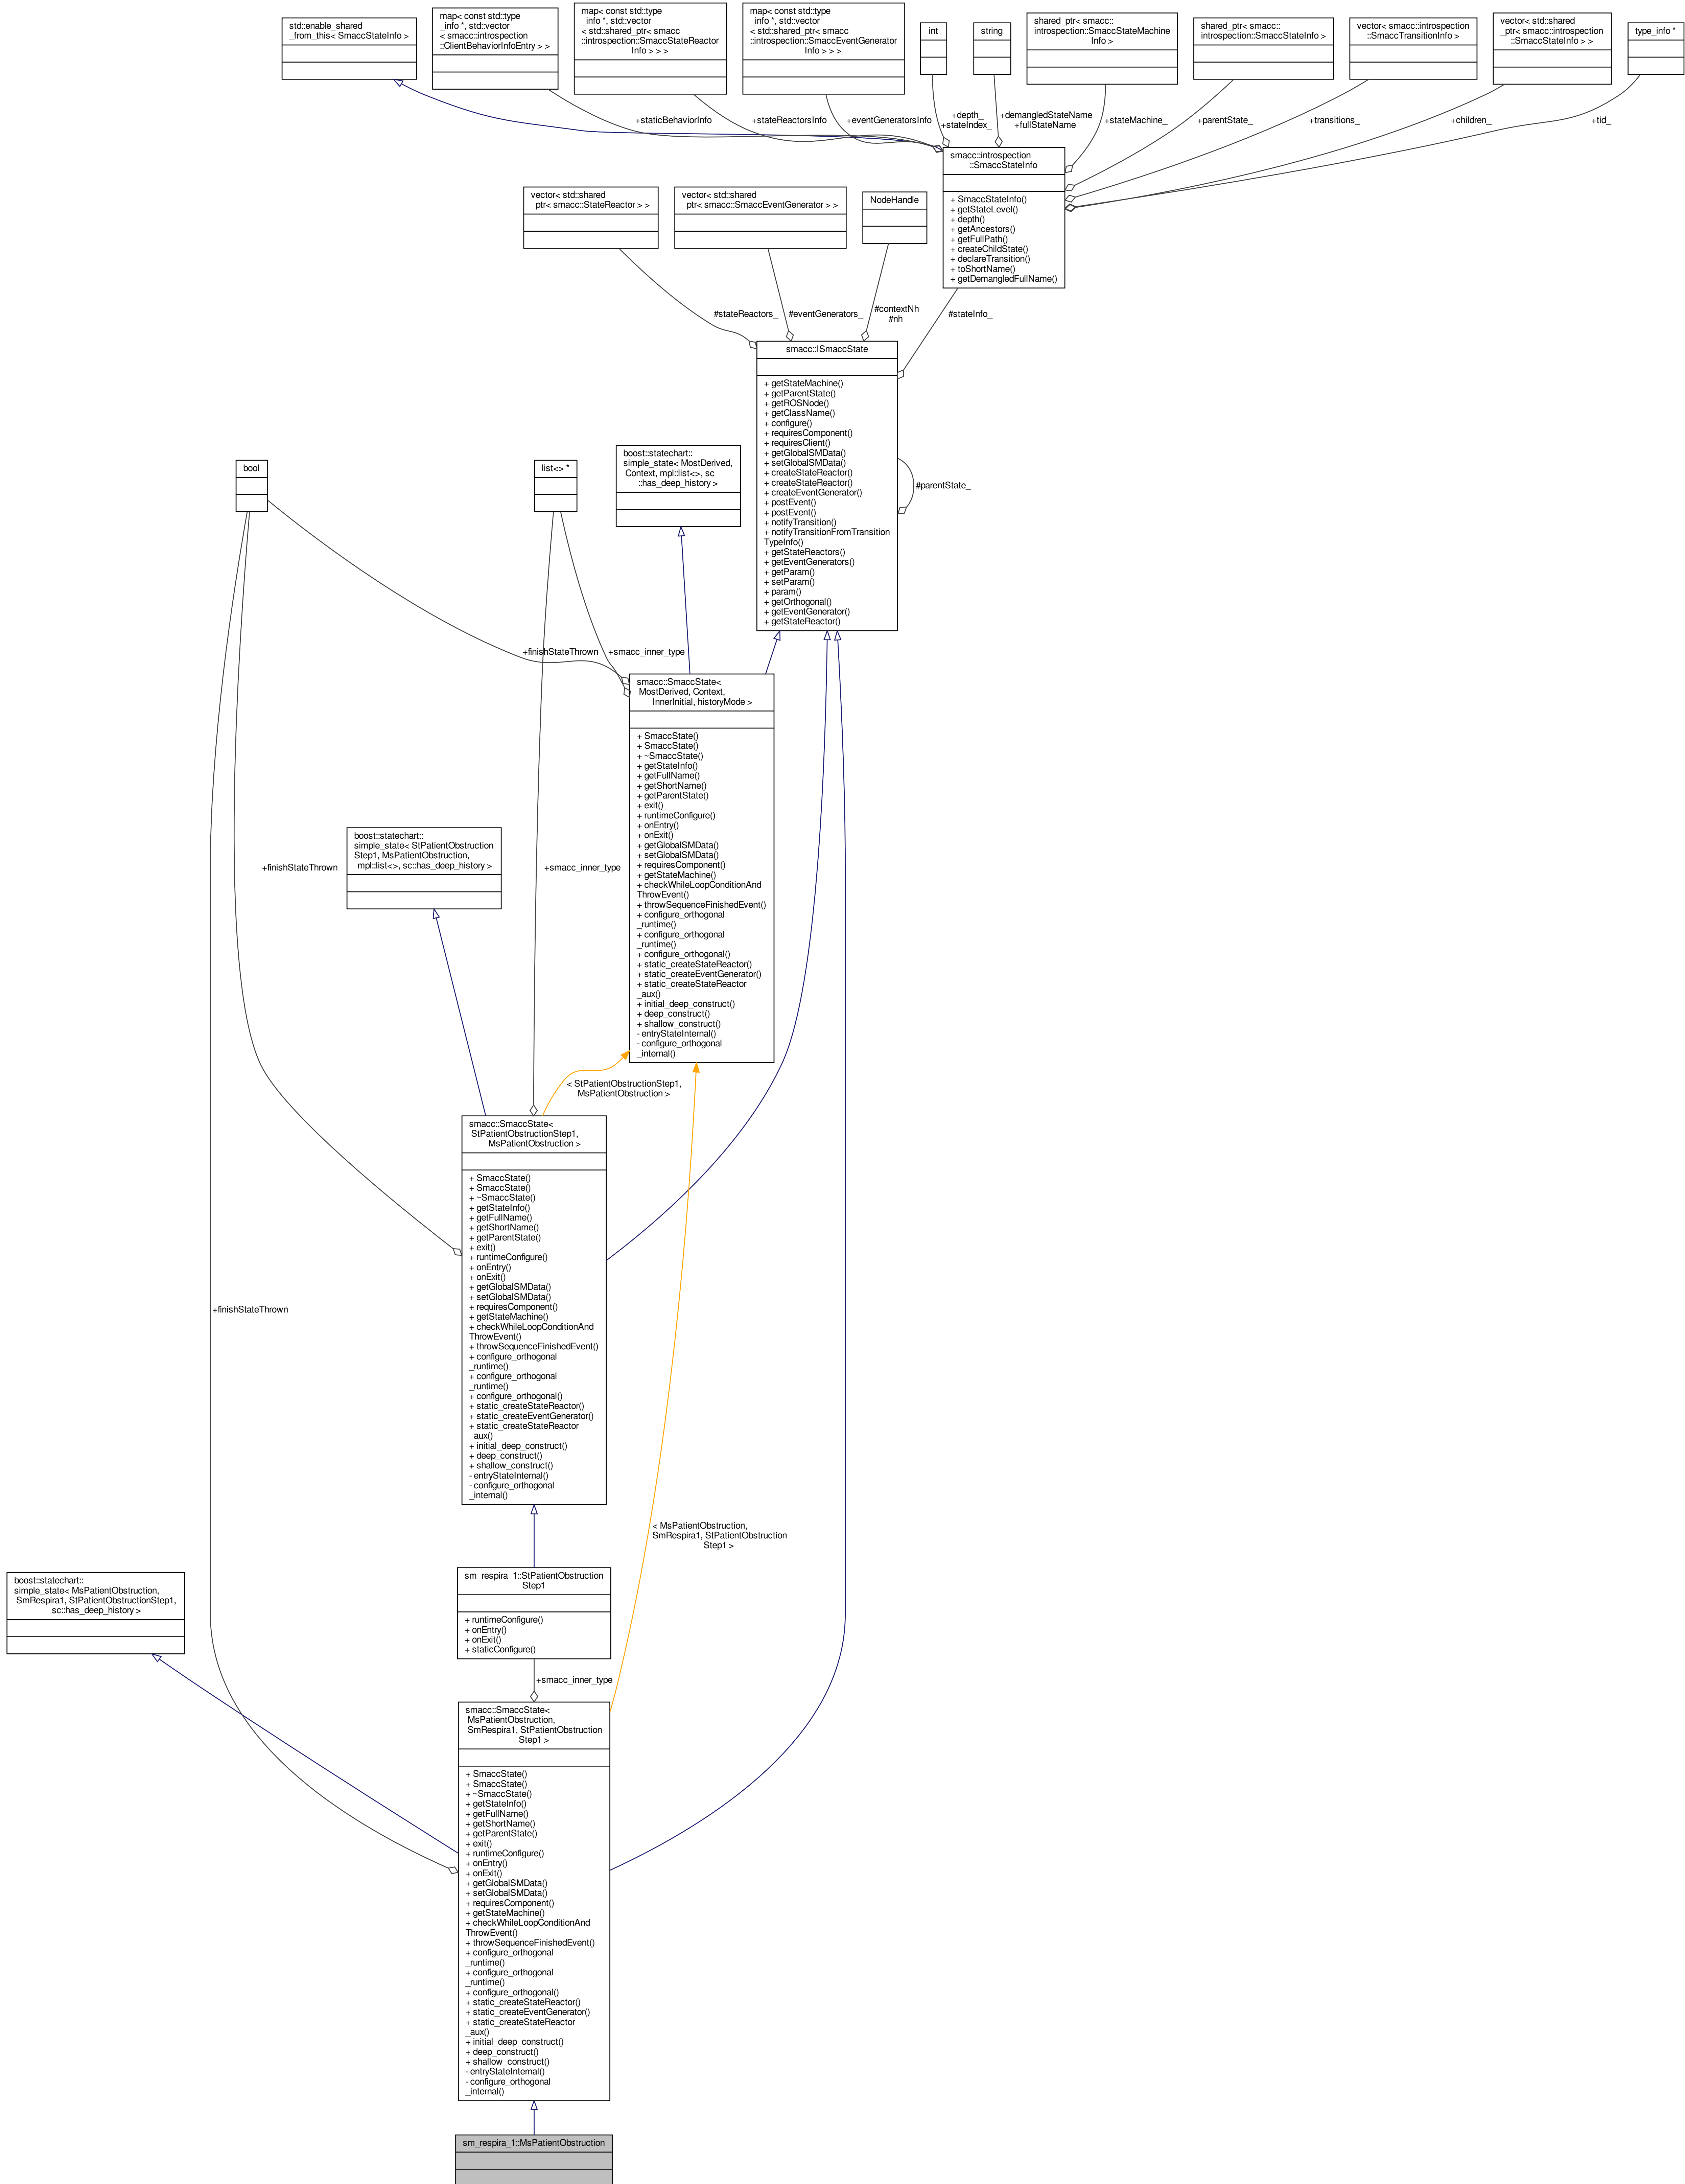 std::enable_shared
_from_this< SmaccStateInfo >
map< const std::type
_info *, std::vector
< smacc::introspection
::ClientBehaviorInfoEntry > >
map< const std::type
_info *, std::vector
< std::shared_ptr< smacc
::introspection::SmaccStateReactor
Info > > >
map< const std::type
_info *, std::vector
< std::shared_ptr< smacc
::introspection::SmaccEventGenerator
Info > > >
int
string
shared_ptr< smacc::
introspection::SmaccStateMachine
Info >
shared_ptr< smacc::
introspection::SmaccStateInfo >
vector< smacc::introspection
::SmaccTransitionInfo >
vector< std::shared
_ptr< smacc::introspection
::SmaccStateInfo > >
type_info *
+staticBehaviorInfo
+stateReactorsInfo
+eventGeneratorsInfo
+depth_
+stateIndex_
+demangledStateName
+fullStateName
+stateMachine_
+parentState_
+transitions_
+children_
+tid_
smacc::introspection
::SmaccStateInfo
+ SmaccStateInfo()
+ getStateLevel()
+ depth()
+ getAncestors()
+ getFullPath()
+ createChildState()
+ declareTransition()
+ toShortName()
+ getDemangledFullName()
vector< std::shared
_ptr< smacc::StateReactor > >
vector< std::shared
_ptr< smacc::SmaccEventGenerator > >
NodeHandle
#stateReactors_
#eventGenerators_
#contextNh
#nh
#stateInfo_
smacc::ISmaccState
+ getStateMachine()
+ getParentState()
+ getROSNode()
+ getClassName()
+ configure()
+ requiresComponent()
+ requiresClient()
+ getGlobalSMData()
+ setGlobalSMData()
+ createStateReactor()
+ createStateReactor()
+ createEventGenerator()
+ postEvent()
+ postEvent()
+ notifyTransition()
+ notifyTransitionFromTransition
TypeInfo()
+ getStateReactors()
+ getEventGenerators()
+ getParam()
+ setParam()
+ param()
+ getOrthogonal()
+ getEventGenerator()
+ getStateReactor()
#parentState_
bool
list<> *
boost::statechart::
simple_state< MostDerived,
Context, mpl::list<>, sc
::has_deep_history >
+finishStateThrown
+smacc_inner_type
smacc::SmaccState<
MostDerived, Context,
InnerInitial, historyMode >
+ SmaccState()
+ SmaccState()
+ ~SmaccState()
+ getStateInfo()
+ getFullName()
+ getShortName()
+ getParentState()
+ exit()
+ runtimeConfigure()
+ onEntry()
+ onExit()
+ getGlobalSMData()
+ setGlobalSMData()
+ requiresComponent()
+ getStateMachine()
+ checkWhileLoopConditionAnd
ThrowEvent()
+ throwSequenceFinishedEvent()
+ configure_orthogonal
_runtime()
+ configure_orthogonal
_runtime()
+ configure_orthogonal()
+ static_createStateReactor()
+ static_createEventGenerator()
+ static_createStateReactor
_aux()
+ initial_deep_construct()
+ deep_construct()
+ shallow_construct()
- entryStateInternal()
- configure_orthogonal
_internal()
boost::statechart::
simple_state< StPatientObstruction
Step1, MsPatientObstruction,
mpl::list<>, sc::has_deep_history >
+finishStateThrown
+smacc_inner_type
< StPatientObstructionStep1,
MsPatientObstruction >
smacc::SmaccState<
StPatientObstructionStep1,
MsPatientObstruction >
+ SmaccState()
+ SmaccState()
+ ~SmaccState()
+ getStateInfo()
+ getFullName()
+ getShortName()
+ getParentState()
+ exit()
+ runtimeConfigure()
+ onEntry()
+ onExit()
+ getGlobalSMData()
+ setGlobalSMData()
+ requiresComponent()
+ getStateMachine()
+ checkWhileLoopConditionAnd
ThrowEvent()
+ throwSequenceFinishedEvent()
+ configure_orthogonal
_runtime()
+ configure_orthogonal
_runtime()
+ configure_orthogonal()
+ static_createStateReactor()
+ static_createEventGenerator()
+ static_createStateReactor
_aux()
+ initial_deep_construct()
+ deep_construct()
+ shallow_construct()
- entryStateInternal()
- configure_orthogonal
_internal()
+finishStateThrown
< MsPatientObstruction,
SmRespira1, StPatientObstruction
Step1 >
boost::statechart::
simple_state< MsPatientObstruction,
SmRespira1, StPatientObstructionStep1,
sc::has_deep_history >
sm_respira_1::StPatientObstruction
Step1
+ runtimeConfigure()
+ onEntry()
+ onExit()
+ staticConfigure()
+smacc_inner_type
smacc::SmaccState<
MsPatientObstruction,
SmRespira1, StPatientObstruction
Step1 >
+ SmaccState()
+ SmaccState()
+ ~SmaccState()
+ getStateInfo()
+ getFullName()
+ getShortName()
+ getParentState()
+ exit()
+ runtimeConfigure()
+ onEntry()
+ onExit()
+ getGlobalSMData()
+ setGlobalSMData()
+ requiresComponent()
+ getStateMachine()
+ checkWhileLoopConditionAnd
ThrowEvent()
+ throwSequenceFinishedEvent()
+ configure_orthogonal
_runtime()
+ configure_orthogonal
_runtime()
+ configure_orthogonal()
+ static_createStateReactor()
+ static_createEventGenerator()
+ static_createStateReactor
_aux()
+ initial_deep_construct()
+ deep_construct()
+ shallow_construct()
- entryStateInternal()
- configure_orthogonal
_internal()
sm_respira_1::MsPatientObstruction